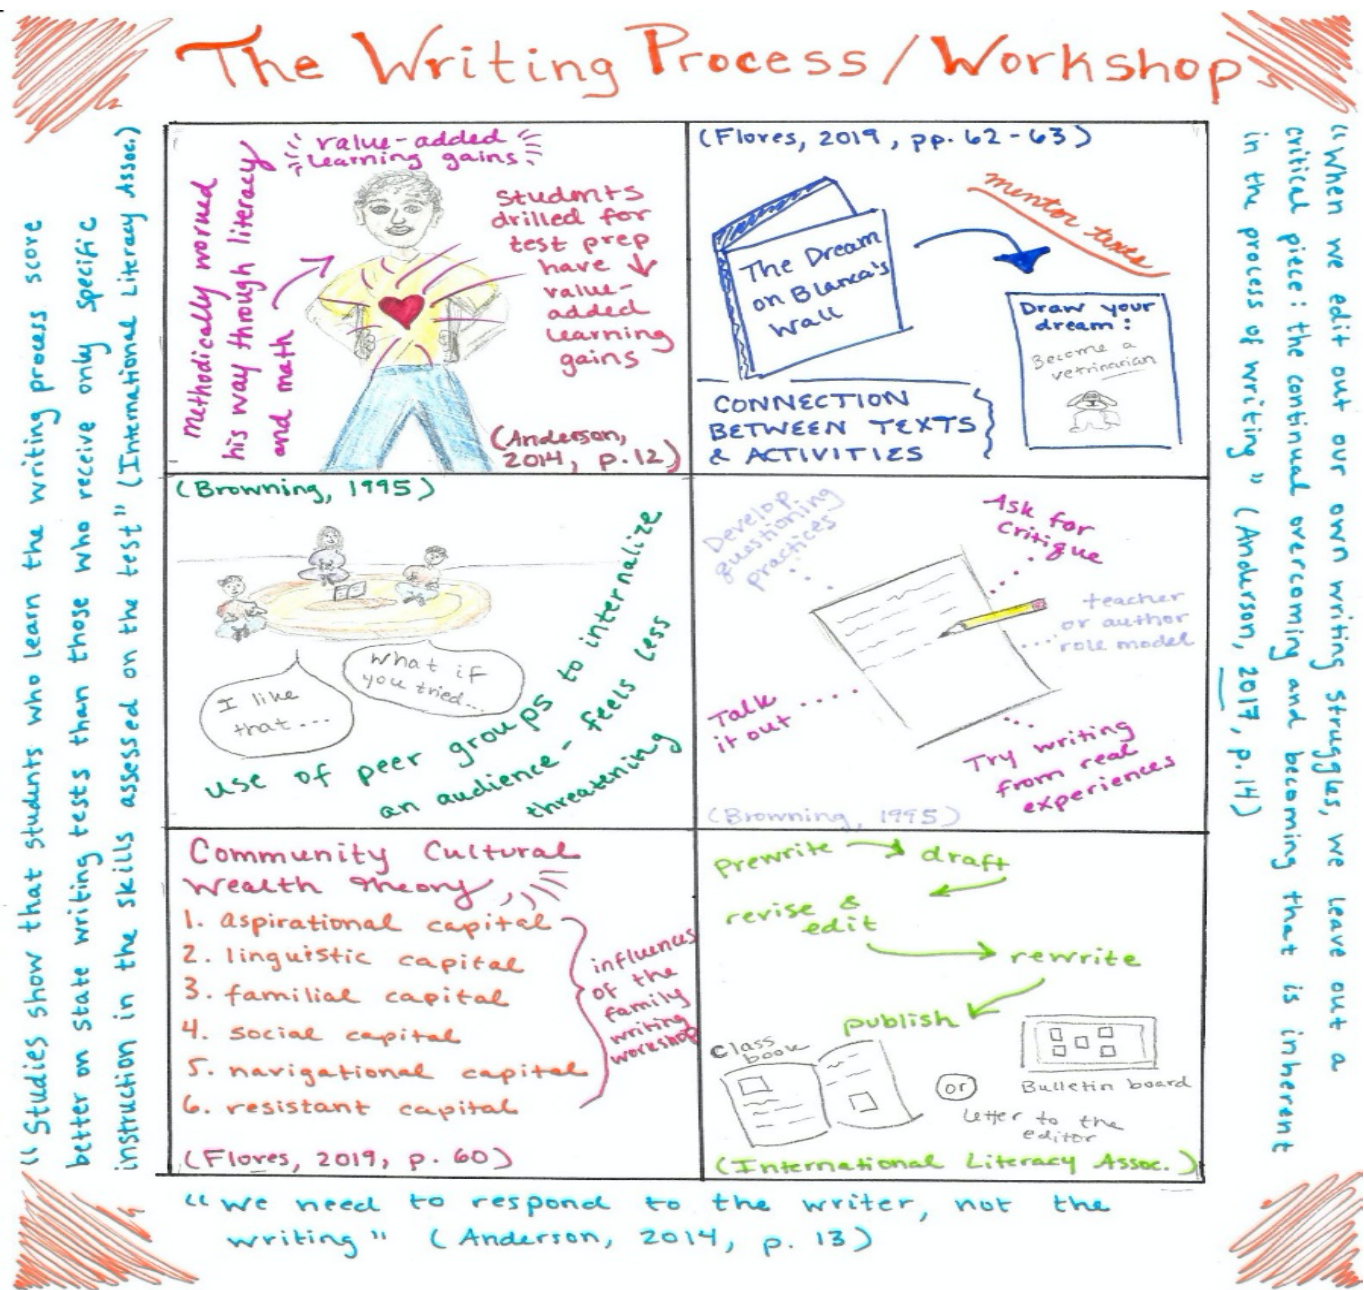 The Writing Process/Workshop
"Studies show that students who learn the writing process score
better on state writing tests than those who receive only specific
instruction in the skills assessed on the test" (International Literacy Assoc.)
value-added
learning gains
Methodically worked
his way through literacy
and math
Students
drilled for
test prep
have ↓
value-
added
learning
gains
(Anderson,
2014, p.12)
(Flores, 2019, pp. 62-63)
The Dream
on Blanca's
Wall
mentor texts
Draw your
dream:
Become a
vetrinarian
CONNECTION
BETWEEN TEXTS
& ACTIVITIES
(Browning, 1995)
I like
that...
What if
you tried...
use of peer groups to internalize
an audience - feels less
threatening
Develop
questioning
practices
Ask for
critique
teacher
or author
role model
Talk
it out
Try writing
from real
experiences
(Browning, 1995)
Community Cultural
Wealth Theory
1. aspirational capital
2. linguistic capital
3. familial capital
4. social capital
5. navigational capital
6. resistant capital
influences
of the
family
writing
workshop
(Flores, 2019, p. 60)
prewrite → draft
revise &
edit
rewrite
publish
Class
book
or
Bulletin board
Letter to the
editor
(International Literacy Assoc.)
"When we edit out our own writing struggles, we leave out a
critical piece: the continual overcoming and becoming that is inherent
in the process of writing" (Anderson, 2017, p.14)
"We need to respond to the writer, not the
writing" (Anderson, 2014, p. 13)